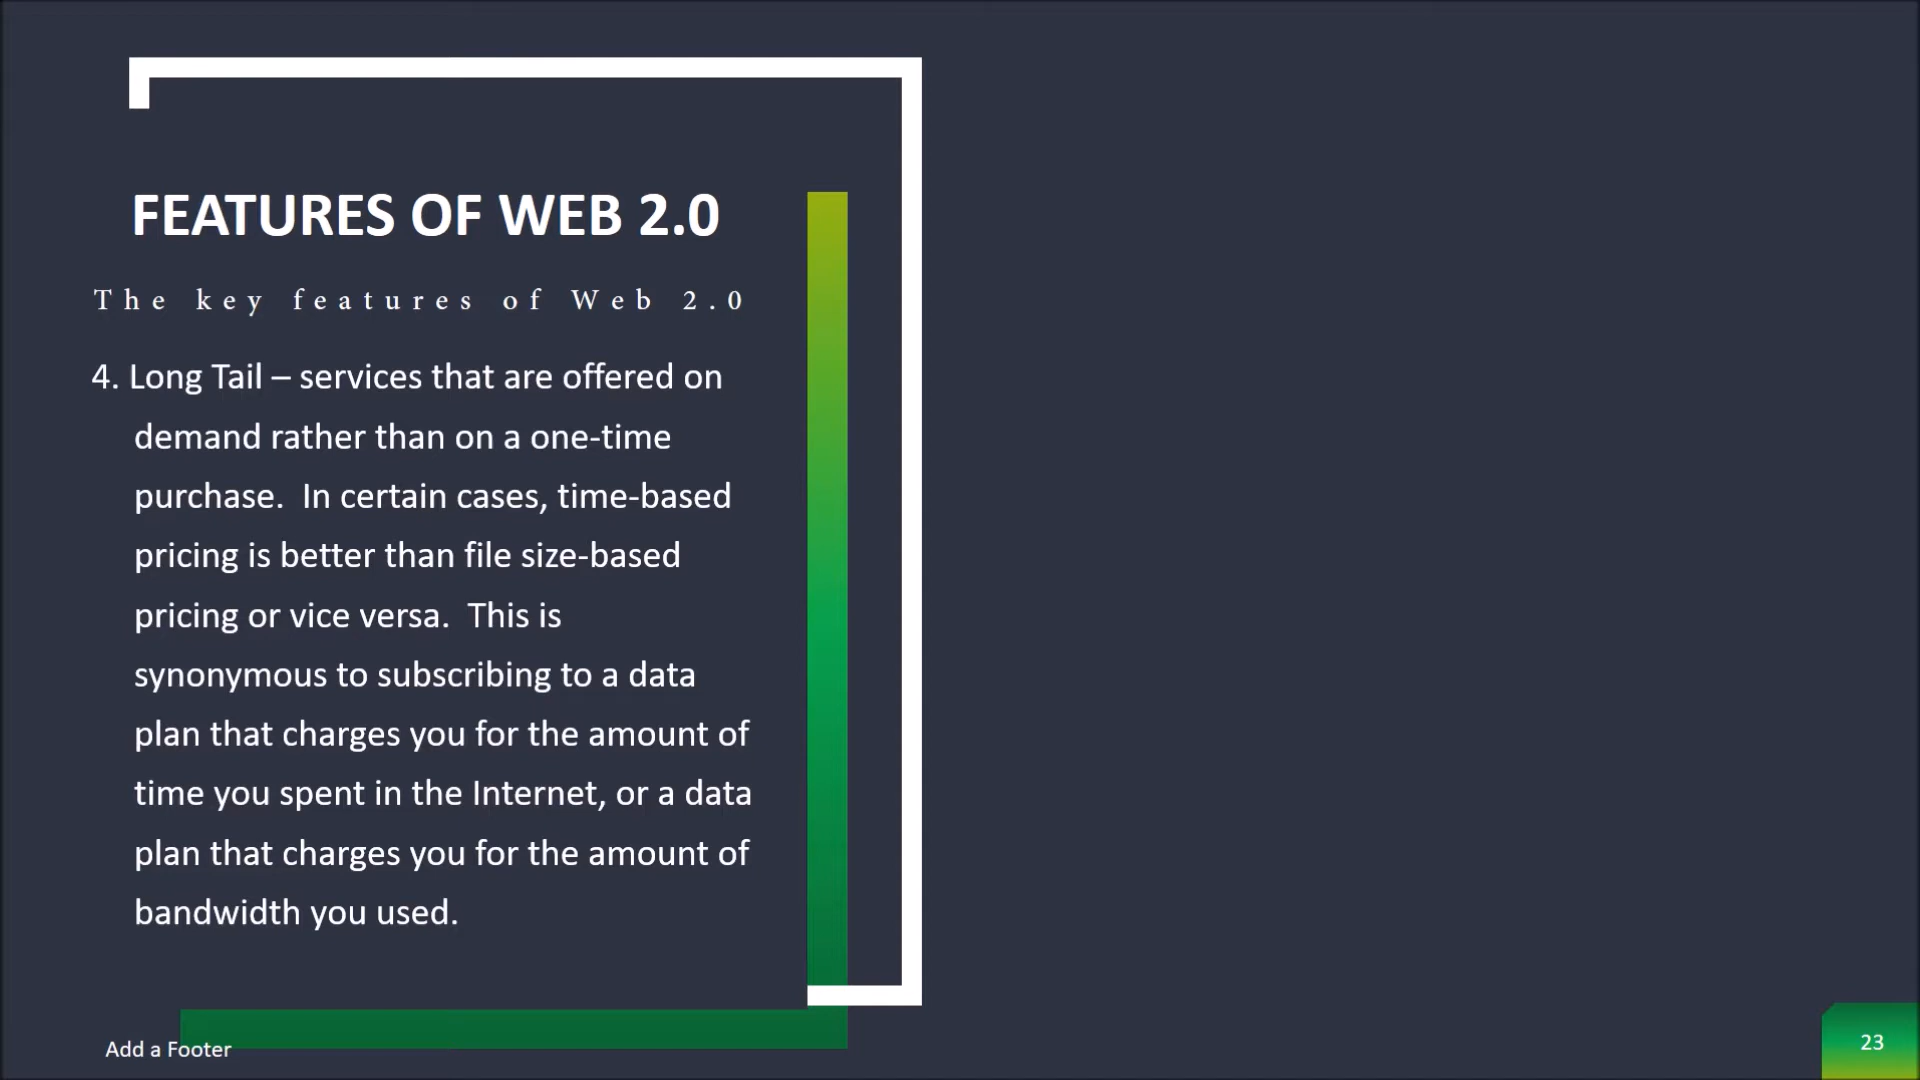 FEATURES OF WEB 2.0
The key features of Web 2.0
4. Long Tail – services that are offered on
demand rather than on a one-time
purchase.  In certain cases, time-based
pricing is better than file size-based
pricing or vice versa.  This is
synonymous to subscribing to a data
plan that charges you for the amount of
time you spent in the Internet, or a data
plan that charges you for the amount of
bandwidth you used.
Add a Footer
23